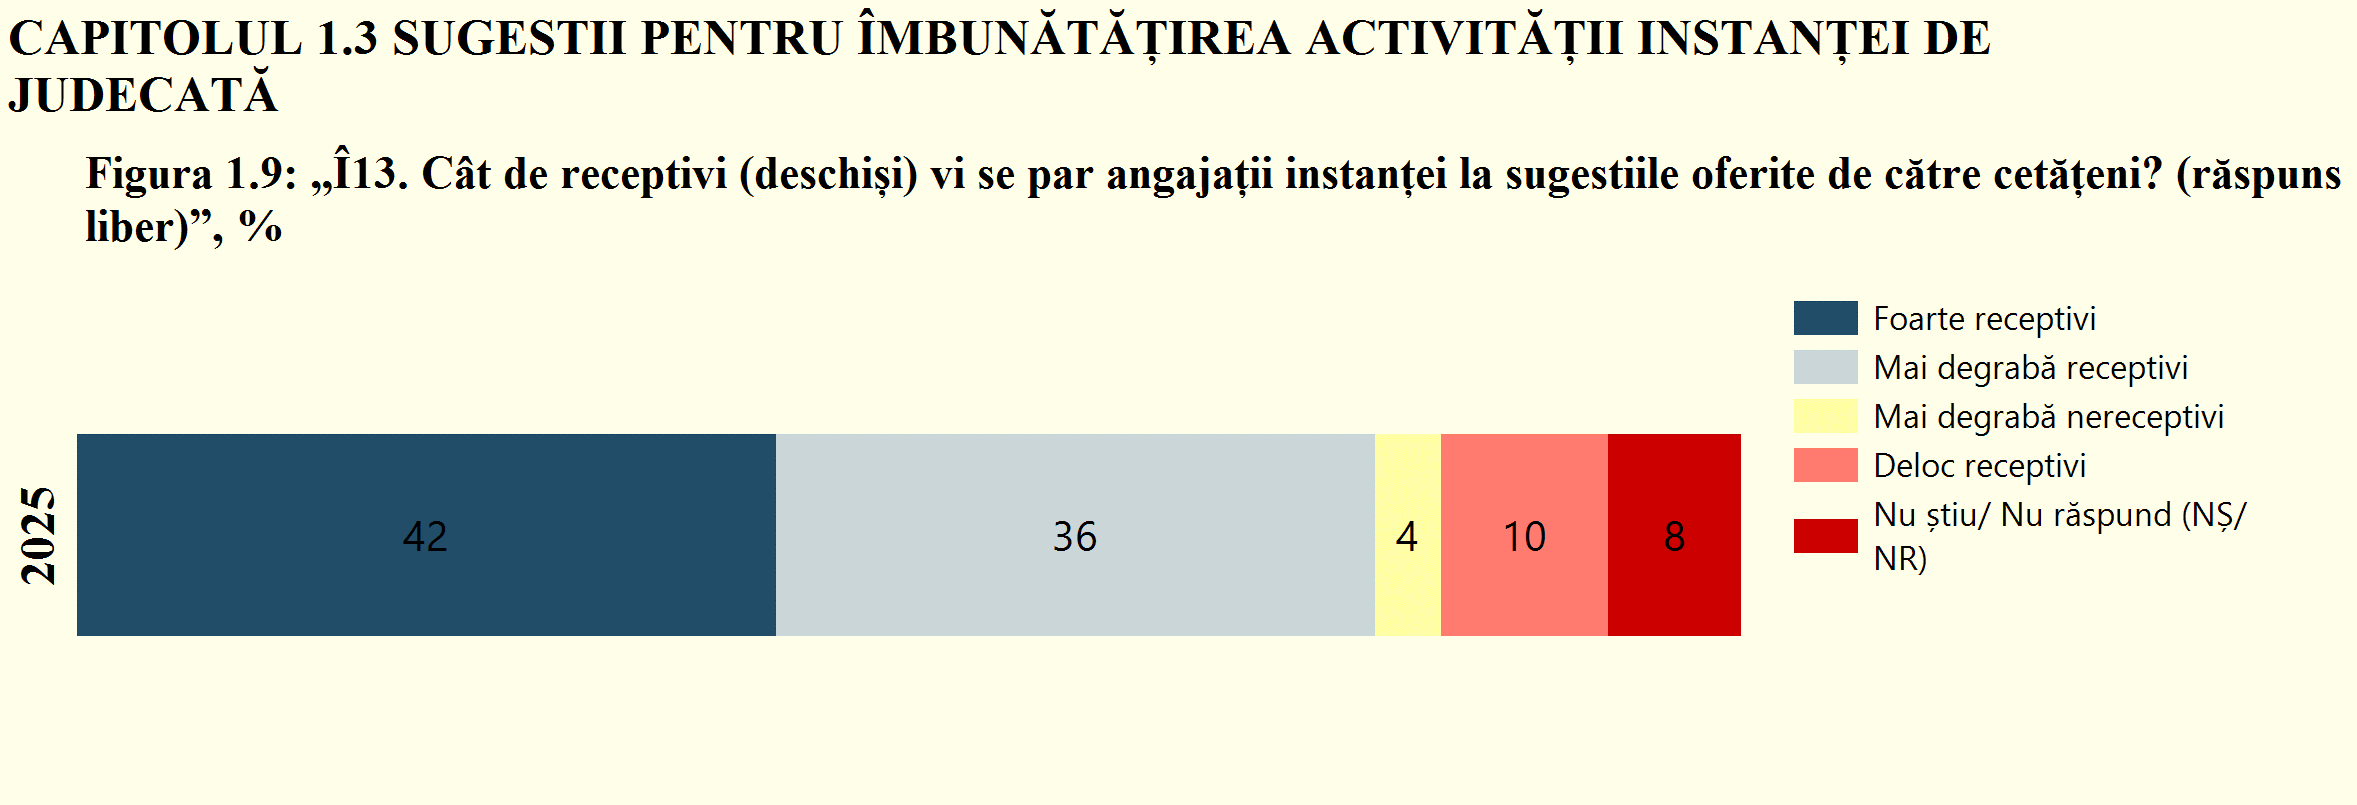 CAPITOLUL 1.3 SUGESTII PENTRU ÎMBUNĂTĂȚIREA ACTIVITĂȚII INSTANȚEI DE
JUDECATĂ
Figura 1.9: „Î13. Cât de receptivi (deschiși) vi se par angajații instanței la sugestiile oferite de către cetățeni? (răspuns
liber)”, %
Foarte receptivi
Mai degrabă receptivi
Mai degrabă nereceptivi
Deloc receptivi
Nu știu/ Nu răspund (NȘ/
NR)
2025
42
36
4
10
8